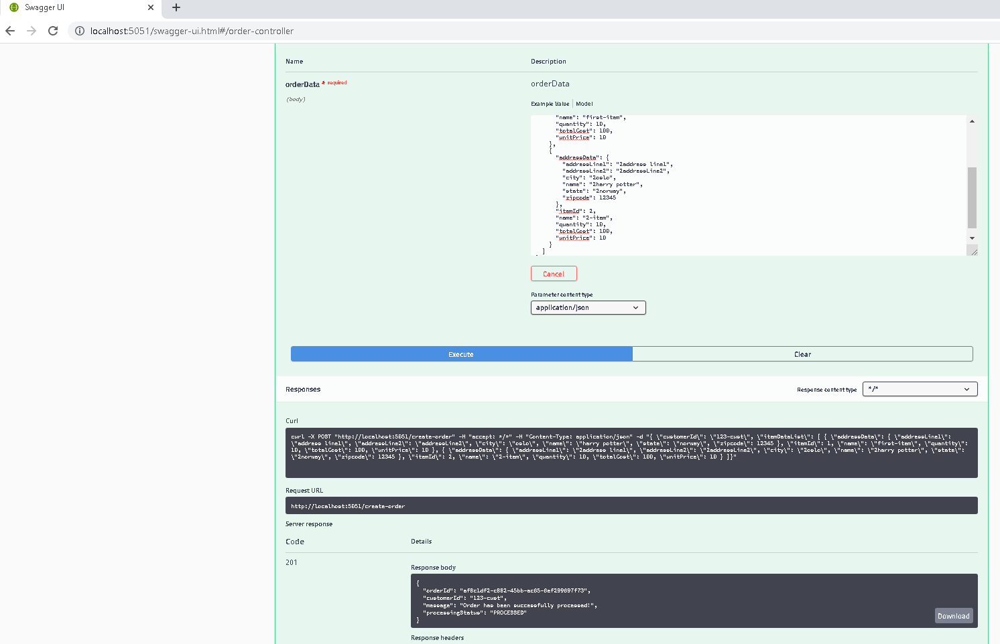 Swagger UI
localhost:5051/swagger-ui.html#/order-controller
Name
Description
orderData * required
(body)
orderData
Example Value | Model
"name": "first-item",
"quantity": 10,
"totalCost": 100,
"unitPrice": 10
},
{
"addressData": {
"addressLine1": "2address line1",
"addressLine2": "2addressLine2",
"city": "2oslo",
"name": "2harry potter",
"state": "2norway",
"zipcode": 12345
},
"itemId": 2,
"name": "2-item",
"quantity": 10,
"totalCost": 100,
"unitPrice": 10
}
]
Cancel
Parameter content type
application/json
Execute
Clear
Responses
Response content type
*/*
Curl
curl -X POST "http://localhost:5051/create-order" -H "accept: */*" -H "Content-Type: application/json" -d "{ \"customerId\": \"123-cust\", \"itemDataList\": [ { \"addressData\": { \"addressLine1\":
\"address line1\", \"addressLine2\": \"addressLine2\", \"city\": \"oslo\", \"name\": \"harry potter\", \"state\": \"norway\", \"zipcode\": 12345 }, \"itemId\": 1, \"name\": \"first-item\", \"quantity\":
10, \"totalCost\": 100, \"unitPrice\": 10 }, { \"addressData\": { \"addressLine1\": \"2address line1\", \"addressLine2\": \"2addressLine2\", \"city\": \"2oslo\", \"name\": \"2harry potter\", \"state\":
\"2norway\", \"zipcode\": 12345 }, \"itemId\": 2, \"name\": \"2-item\", \"quantity\": 10, \"totalCost\": 100, \"unitPrice\": 10 } ]}"
Request URL
http://localhost:5051/create-order
Server response
Code
Details
201
Response body
{
"orderId":
"customerId": "123-cust",
"message": "Order has been successfully processed!",
"processingStatus": "PROCESSED"
}
Download
Response headers